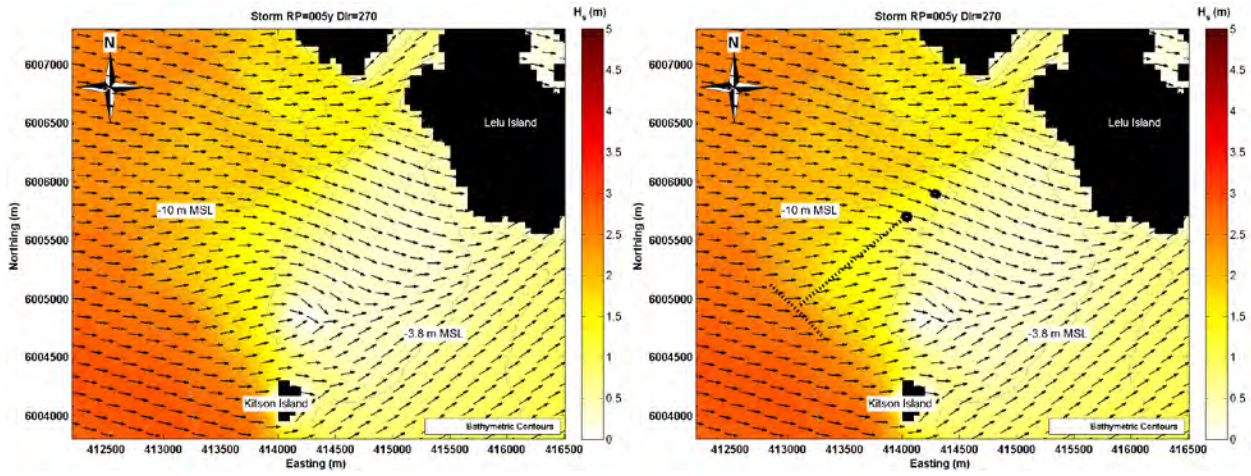 Storm RP=005y Dir=270
H_s (m)
N
5
4.5
4
3.5
3
2.5
2
1.5
1
0.5
0
6007000
6006500
6006000
6005500
6005000
6004500
6004000
Northing (m)
Lelu Island
-10 m MSL
-3.8 m MSL
Kitson Island
Bathymetric Contours
412500 413000 413500 414000 414500 415000 415500 416000 416500
Easting (m)
Storm RP=005y Dir=270
H_s (m)
N
5
4.5
4
3.5
3
2.5
2
1.5
1
0.5
0
6007000
6006500
6006000
6005500
6005000
6004500
6004000
Northing (m)
Lelu Island
-10 m MSL
-3.8 m MSL
Kitson Island
Bathymetric Contours
412500 413000 413500 414000 414500 415000 415500 416000 416500
Easting (m)